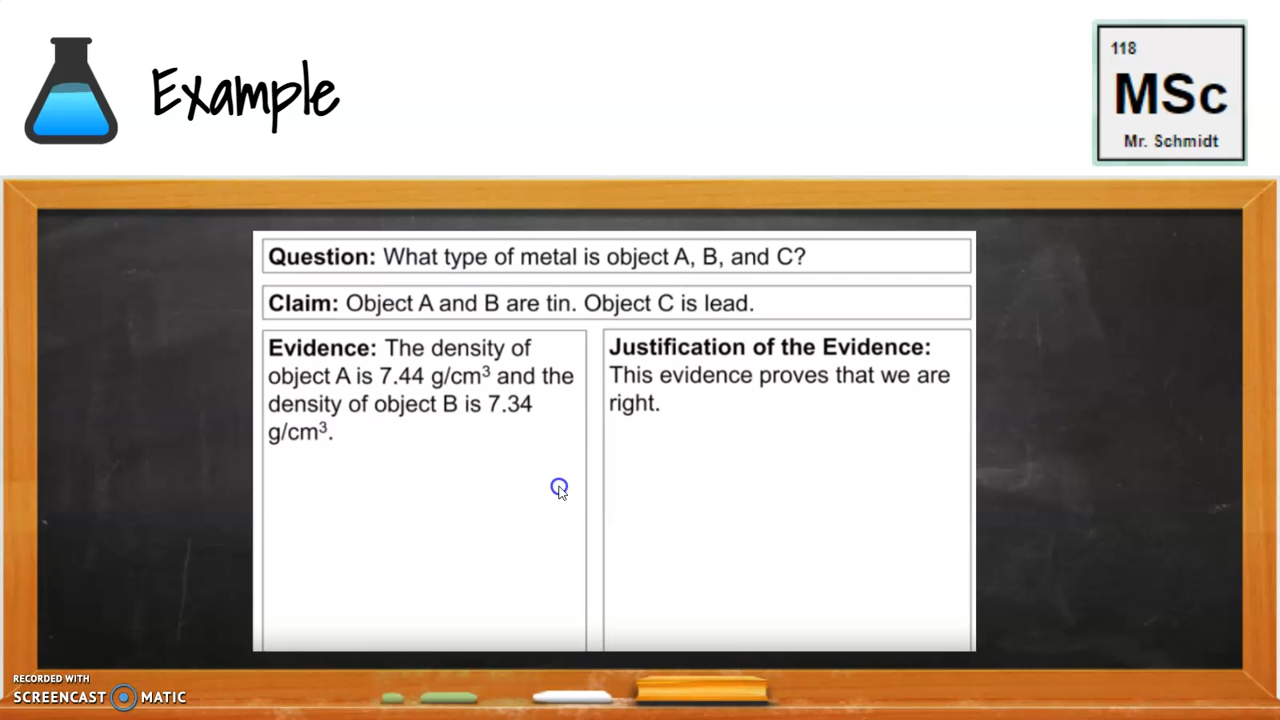 Example
118
MSc
Mr. Schmidt
Question: What type of metal is object A, B, and C?
Claim: Object A and B are tin. Object C is lead.
Evidence: The density of
object A is 7.44 g/cm³ and the
density of object B is 7.34
g/cm³.
Justification of the Evidence:
This evidence proves that we are
right.
RECORDED WITH
SCREENCAST MATIC